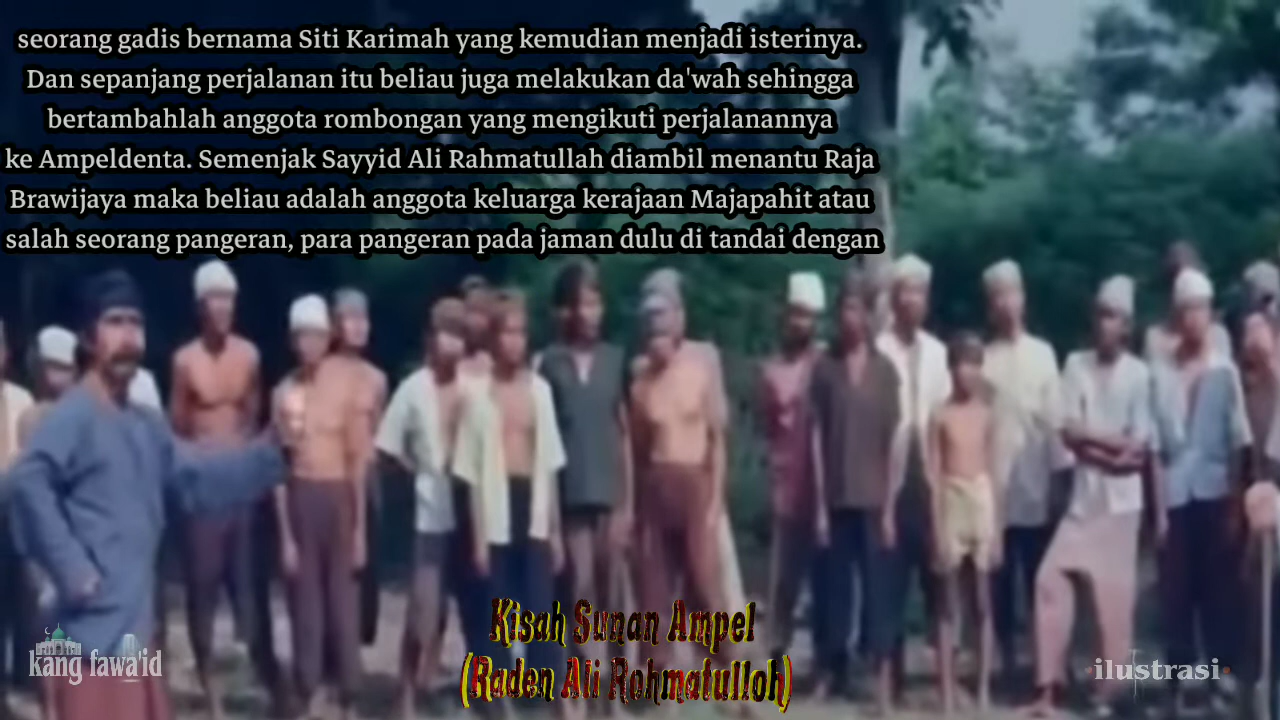 seorang gadis bernama Siti Karimah yang kemudian menjadi isterinya.
Dan sepanjang perjalanan itu beliau juga melakukan da'wah sehingga
bertambahlah anggota rombongan yang mengikuti perjalanannya
ke Ampeldenta. Semenjak Sayyid Ali Rahmatullah diambil menantu Raja
Brawijaya maka beliau adalah anggota keluarga kerajaan Majapahit atau
salah seorang pangeran, para pangeran pada jaman dulu di tandai dengan
Kisah Sunan Ampel
(Raden Ali Rohmatulloh)
kang fawa'id
ilustrasi